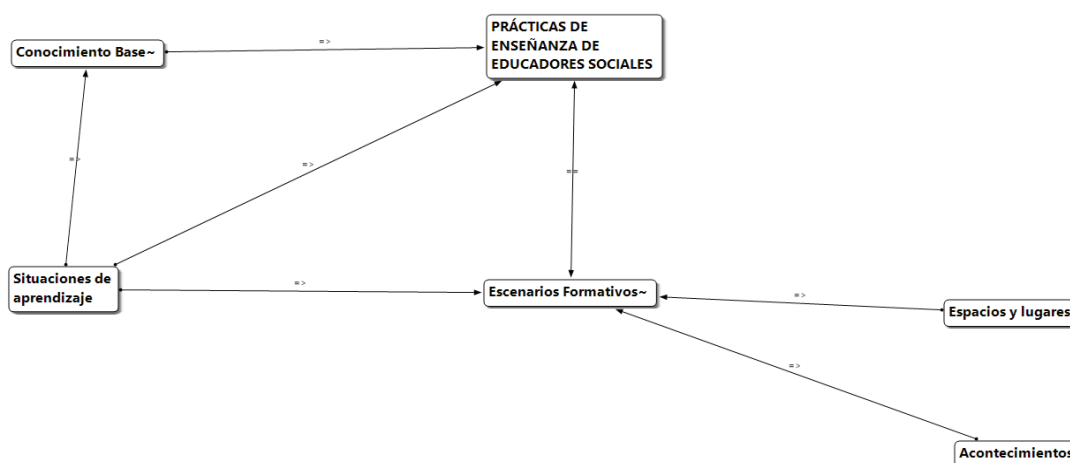 PRÁCTICAS DE
ENSEÑANZA DE
EDUCADORES SOCIALES
Conocimiento Base~
=>
=>
=>
==
Situaciones de
aprendizaje
=>
Escenarios Formativos~
=>
Espacios y lugares
=>
Acontecimientos